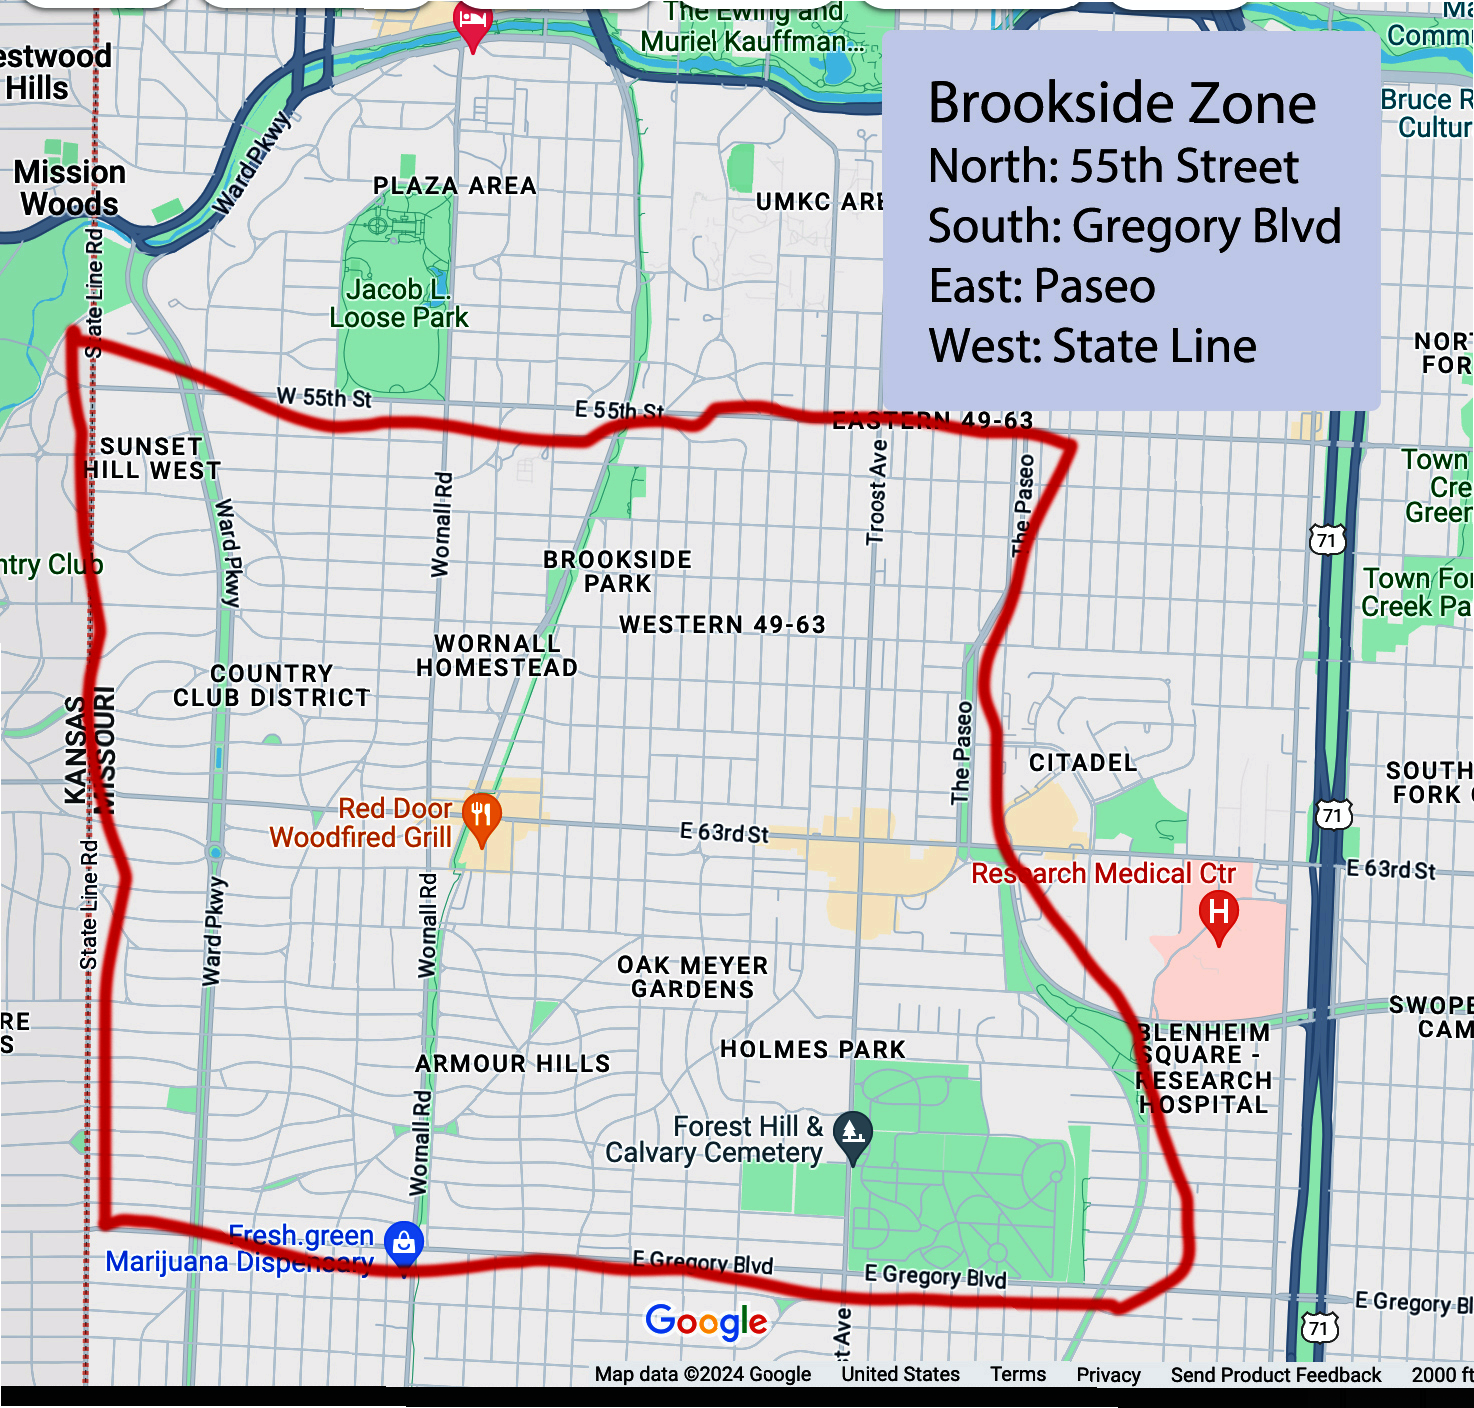 The Ewing and
Muriel Kauffman...
Commu
estwood
Hills
Bruce R
Cultur
Brookside Zone
North: 55th Street
South: Gregory Blvd
East: Paseo
West: State Line
Ward Pkwy
Mission
Woods
PLAZA AREA
UMKC ARE
State Line Rd
Jacob L.
Loose Park
NORT
FOR
W 55th St
E 55th St
EASTERN 49-63
SUNSET
HILL WEST
Troost Ave
The Paseo
Town
Cree
Green
Wornall Rd
Ward Pkwy
71
ntry Club
BROOKSIDE
PARK
Town For
Creek Pa
WESTERN 49-63
WORNALL
HOMESTEAD
COUNTRY
CLUB DISTRICT
KANSAS
MISSOURI
The Paseo
CITADEL
SOUTH
FORK
Red Door
Woodfired Grill
71
E 63rd St
E 63rd St
Research Medical Ctr
H
State Line Rd
Ward Pkwy
Wornall Rd
OAK MEYER
GARDENS
RE
S
SWOPE
CAM
BLENHEIM
SQUARE -
RESEARCH
HOSPITAL
HOLMES PARK
ARMOUR HILLS
Wornall Rd
Forest Hill &
Calvary Cemetery
Fresh.green
Marijuana Dispensary
E Gregory Blvd
E Gregory Blvd
E Gregory Bl
71
Google
st Ave
Map data ©2024 Google United States Terms Privacy Send Product Feedback 2000 ft